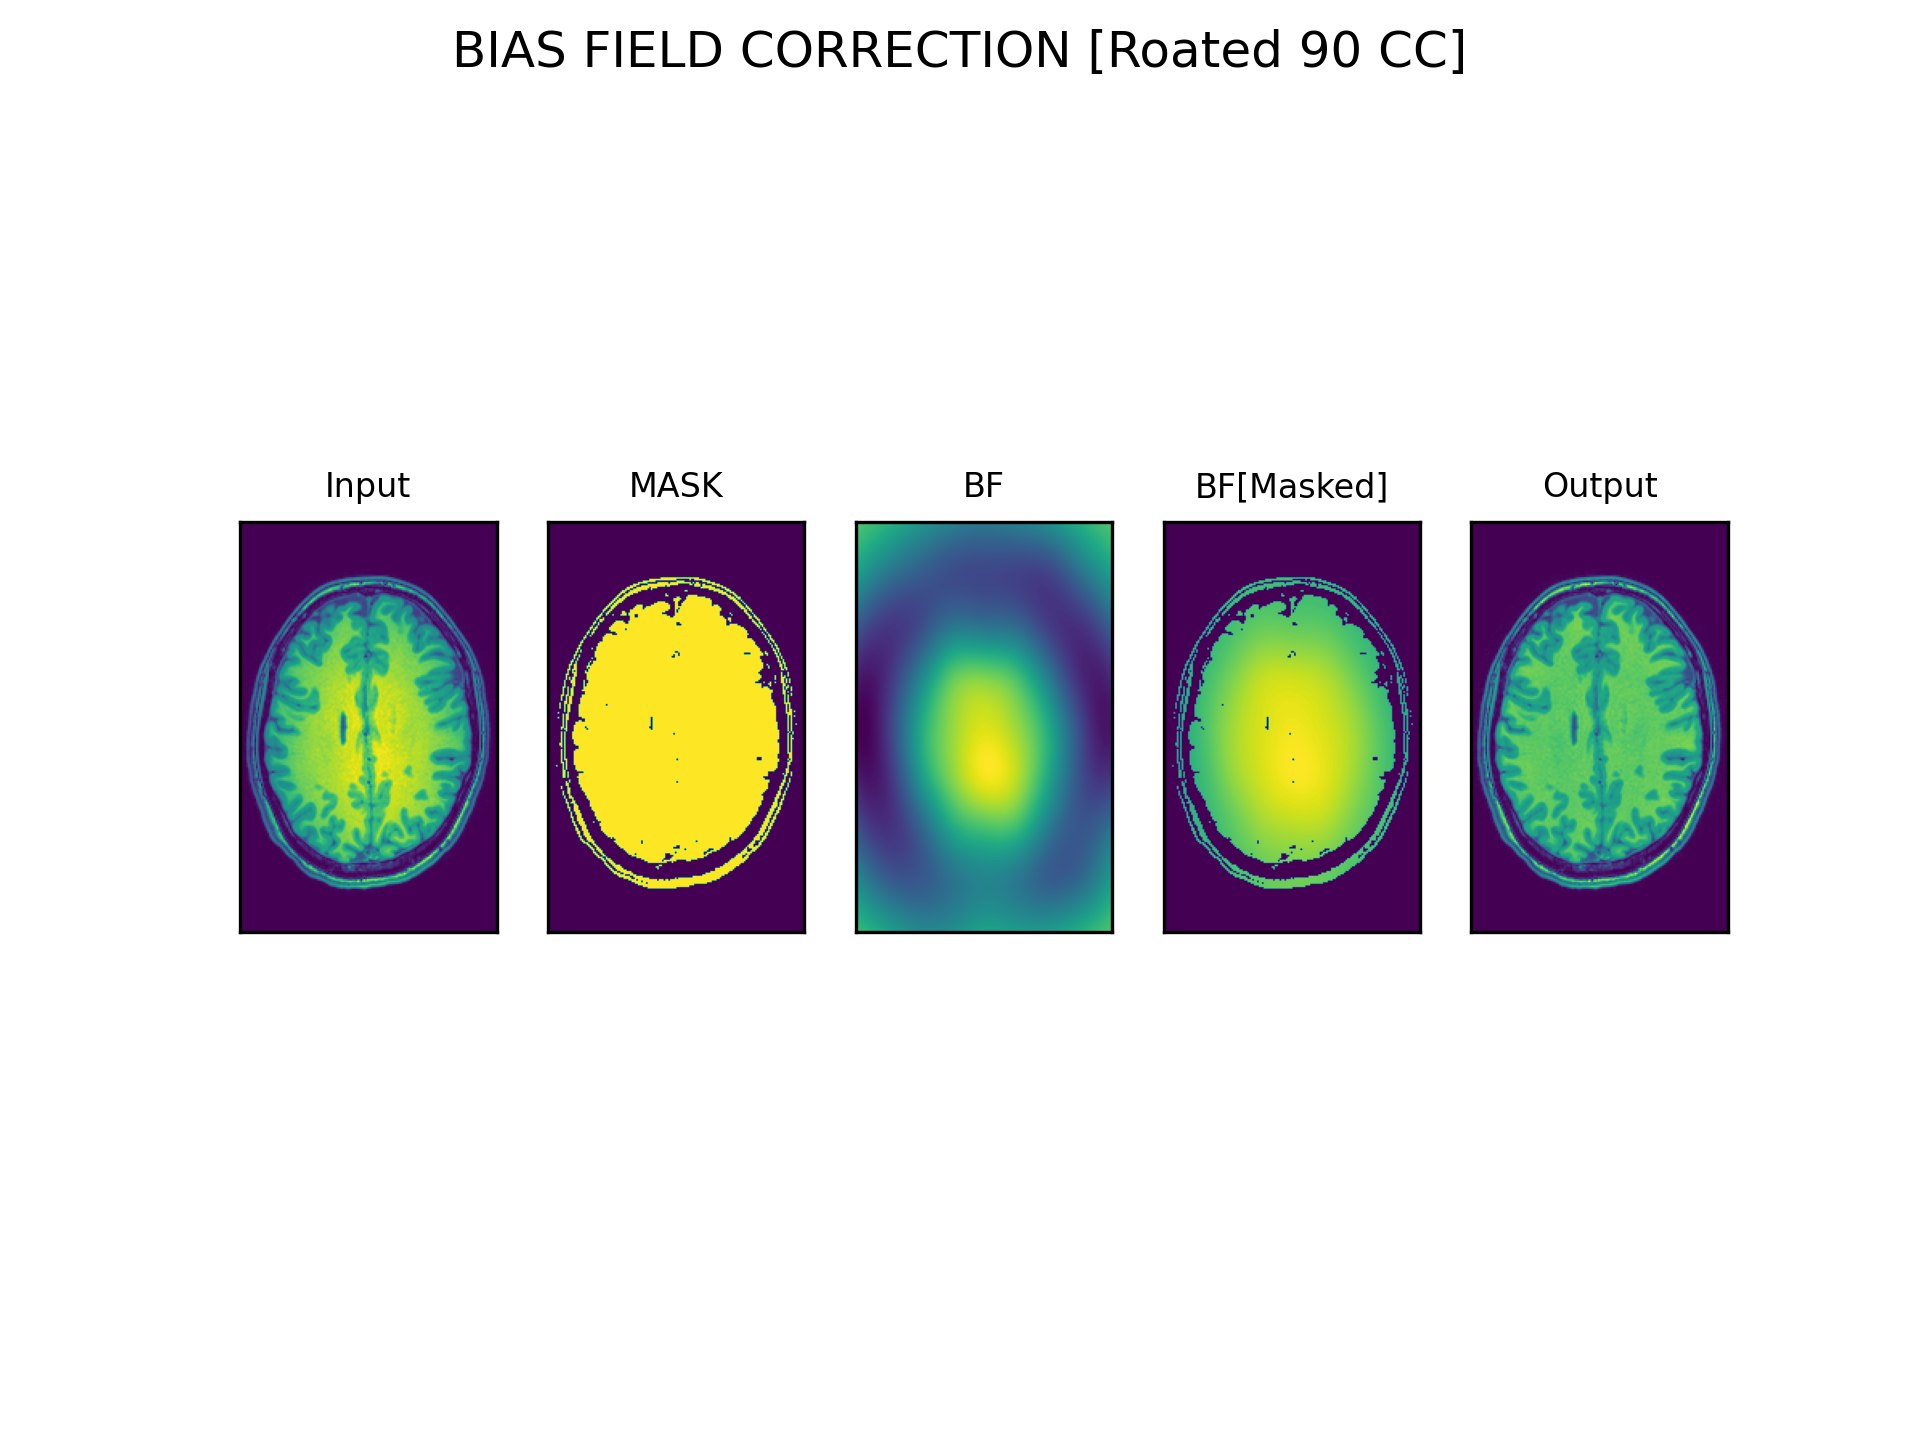 BIAS FIELD CORRECTION [Roated 90 CC]
Input
MASK
BF
BF[Masked]
Output